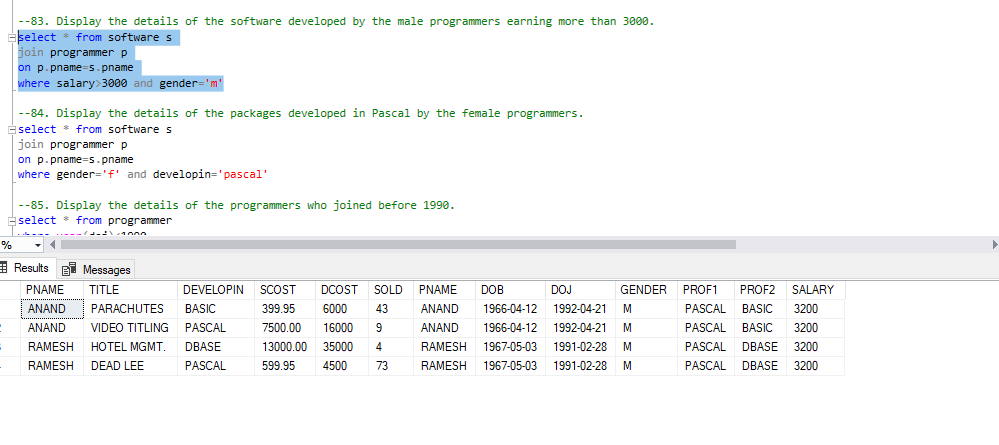 --83. Display the details of the software developed by the male programmers earning more than 3000.
select * from software s
join programmer p
on p.pname=s.pname
where salary>3000 and gender='m'
--84. Display the details of the packages developed in Pascal by the female programmers.
select * from software s
join programmer p
on p.pname=s.pname
where gender='f' and developin='pascal'
--85. Display the details of the programmers who joined before 1990.
select * from programmer
where year(doj)<1990
%
Results Messages
PNAME TITLE DEVELOPIN SCOST DCOST SOLD PNAME DOB DOJ GENDER PROF1 PROF2 SALARY
ANAND PARACHUTES BASIC 399.95 6000 43 ANAND 1966-04-12 1992-04-21 M PASCAL BASIC 3200
ANAND VIDEO TITLING PASCAL 7500.00 16000 9 ANAND 1966-04-12 1992-04-21 M PASCAL BASIC 3200
RAMESH HOTEL MGMT. DBASE 13000.00 35000 4 RAMESH 1967-05-03 1991-02-28 M PASCAL DBASE 3200
RAMESH DEAD LEE PASCAL 599.95 4500 73 RAMESH 1967-05-03 1991-02-28 M PASCAL DBASE 3200